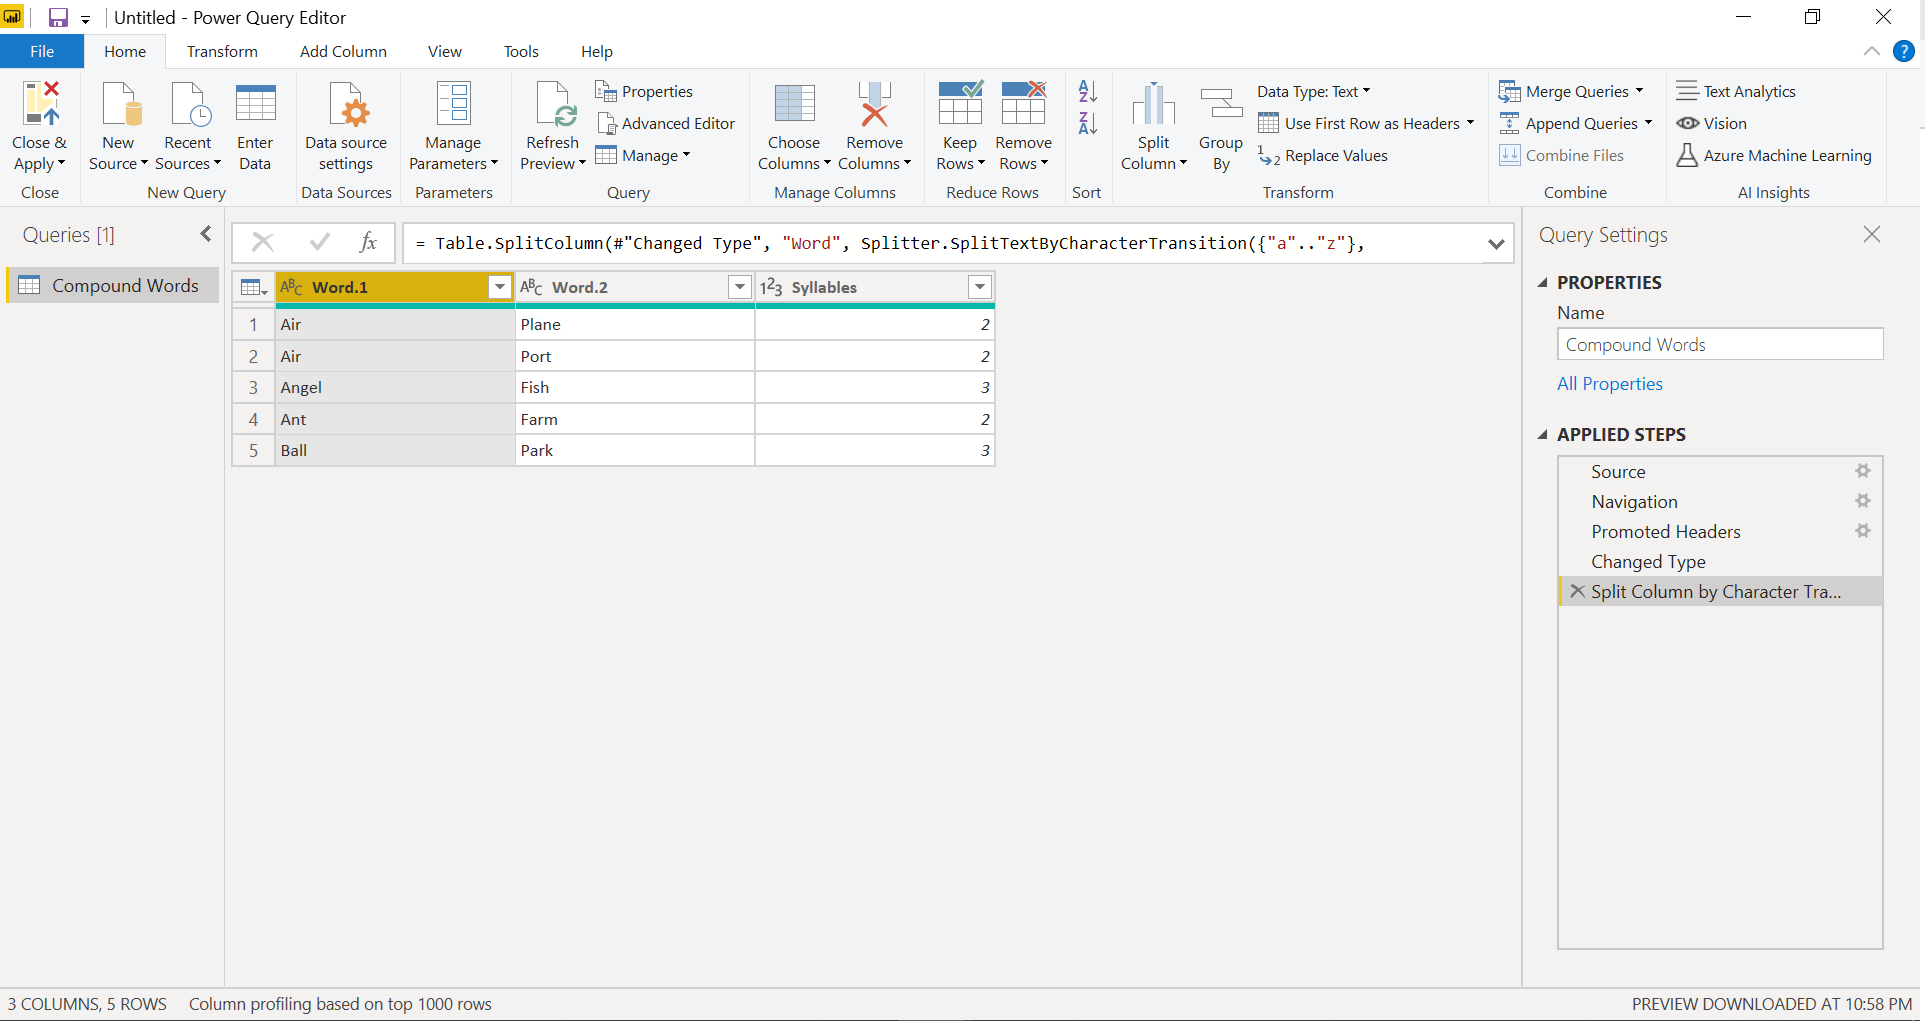 Untitled - Power Query Editor
File Home Transform Add Column View Tools Help
Close & Apply
New Source
Recent Sources
Enter Data
Data source settings
Manage Parameters
Refresh Preview
Properties
Advanced Editor
Manage
Choose Columns
Remove Columns
Keep Rows
Remove Rows
Split Column
Group By
Data Type: Text
Use First Row as Headers
Replace Values
Merge Queries
Append Queries
Combine Files
Text Analytics
Vision
Azure Machine Learning
Close New Query Data Sources Parameters Query Manage Columns Reduce Rows Sort Transform Combine AI Insights
Queries [1]
Compound Words
fx = Table.SplitColumn(#"Changed Type", "Word", Splitter.SplitTextByCharacterTransition({"a".."z"},
ABC Word.1 ABC Word.2 123 Syllables
1 Air Plane 2
2 Air Port 2
3 Angel Fish 3
4 Ant Farm 2
5 Ball Park 3
Query Settings
PROPERTIES
Name
Compound Words
All Properties
APPLIED STEPS
Source
Navigation
Promoted Headers
Changed Type
Split Column by Character Tra...
3 COLUMNS, 5 ROWS Column profiling based on top 1000 rows
PREVIEW DOWNLOADED AT 10:58 PM